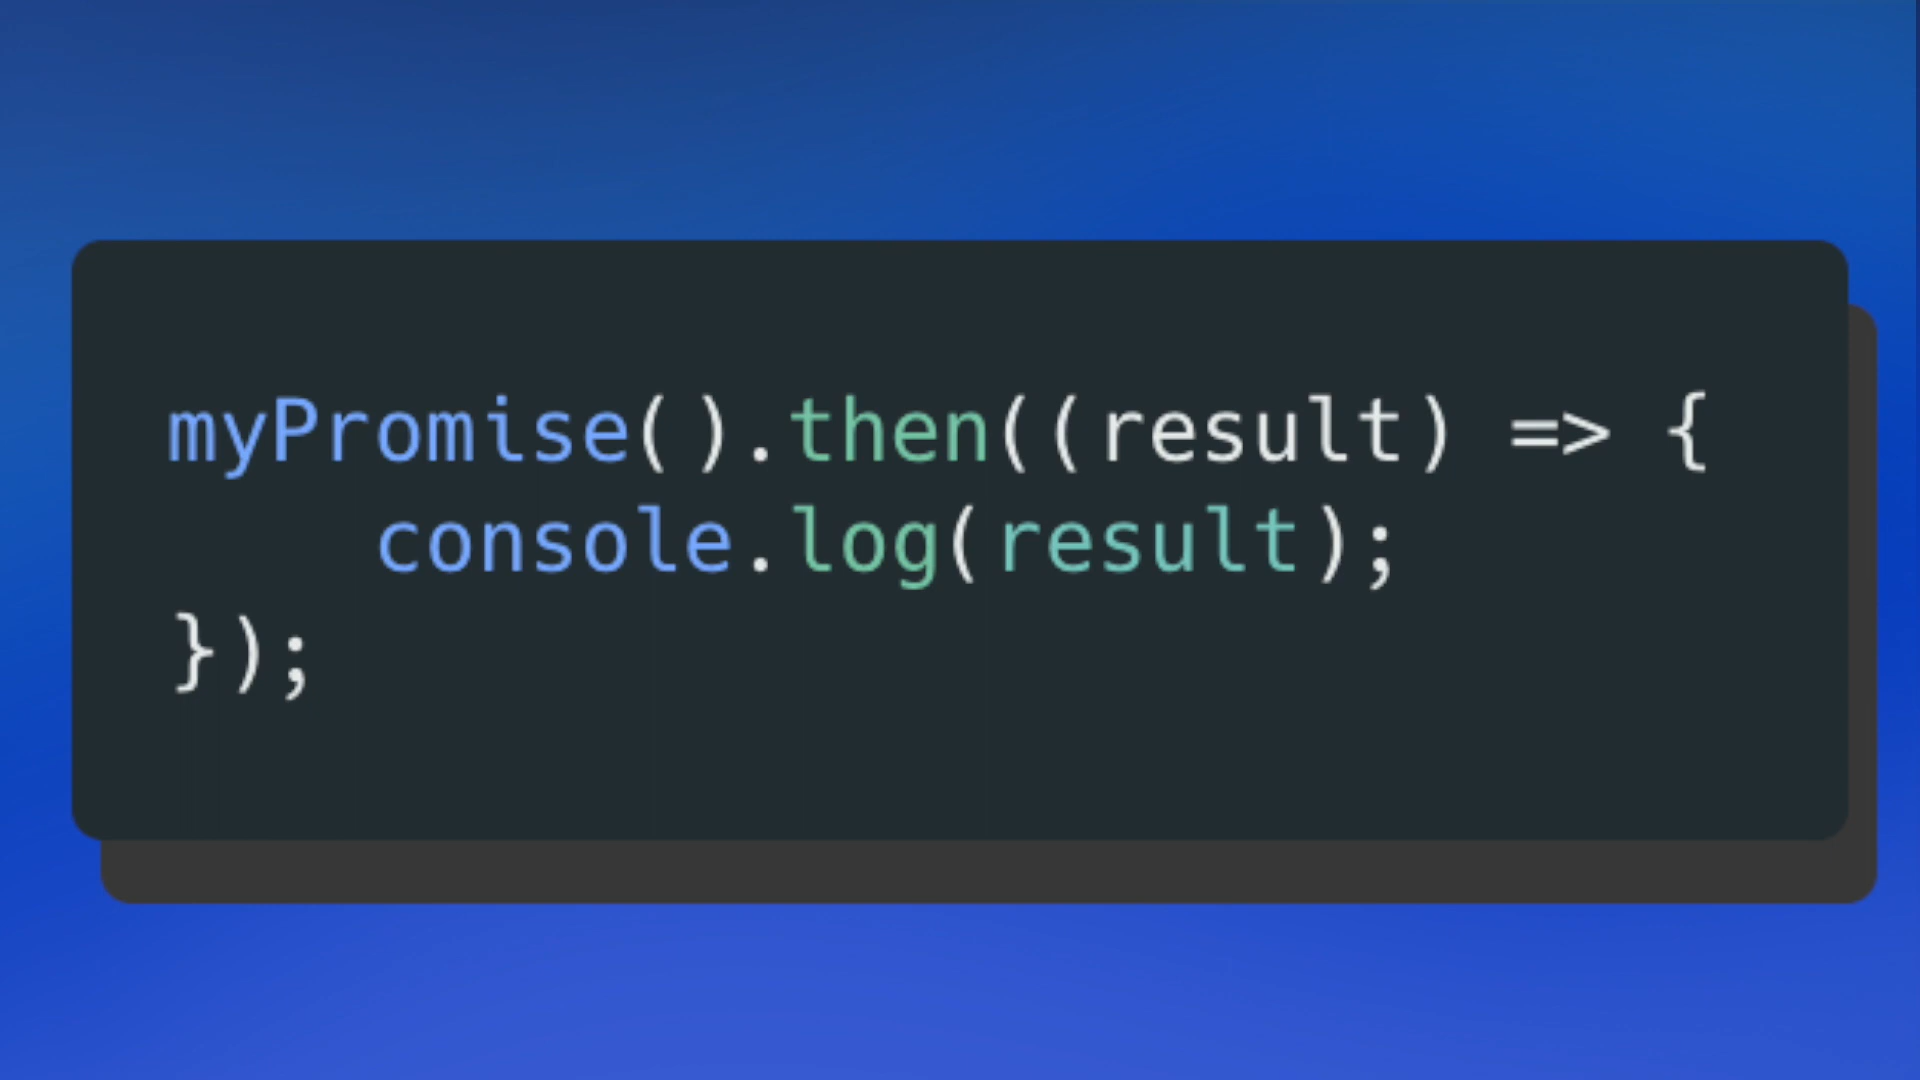 myPromise().then((result) => {
    console.log(result);
});